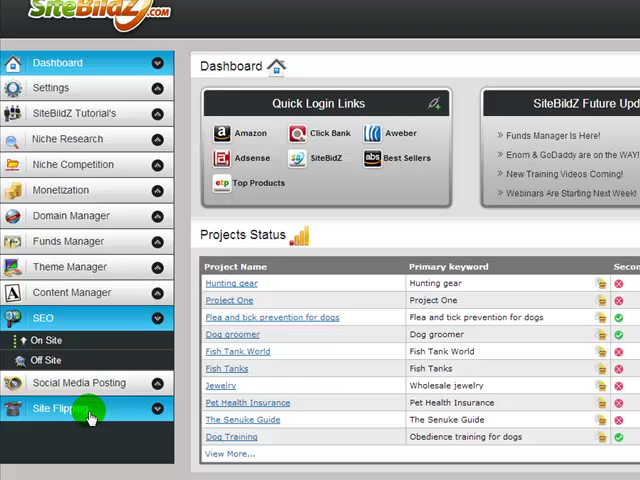 SiteBildZ.COM
Dashboard
Settings
SiteBildZ Tutorial's
Niche Research
Niche Competition
Monetization
Domain Manager
Funds Manager
Theme Manager
Content Manager
SEO
On Site
Off Site
Social Media Posting
Site Flipping
Dashboard
Quick Login Links
Amazon
Click Bank
Aweber
Adsense
SiteBidZ
abs Best Sellers
etp Top Products
SiteBildZ Future Upd
» Funds Manager Is Here!
» Enom & GoDaddy are on the WAY!
» New Training Videos Coming!
» Webinars Are Starting Next Week!
Projects Status
Project Name Primary keyword Secon
Hunting gear Hunting gear
Project One Project One
Flea and tick prevention for dogs Flea and tick prevention for dogs
Dog groomer Dog groomer
Fish Tank World Fish Tank World
Fish Tanks Fish Tanks
Jewelry Wholesale jewelry
Pet Health Insurance Pet Health Insurance
The Senuke Guide The Senuke Guide
Dog Training Obedience training for dogs
View More...